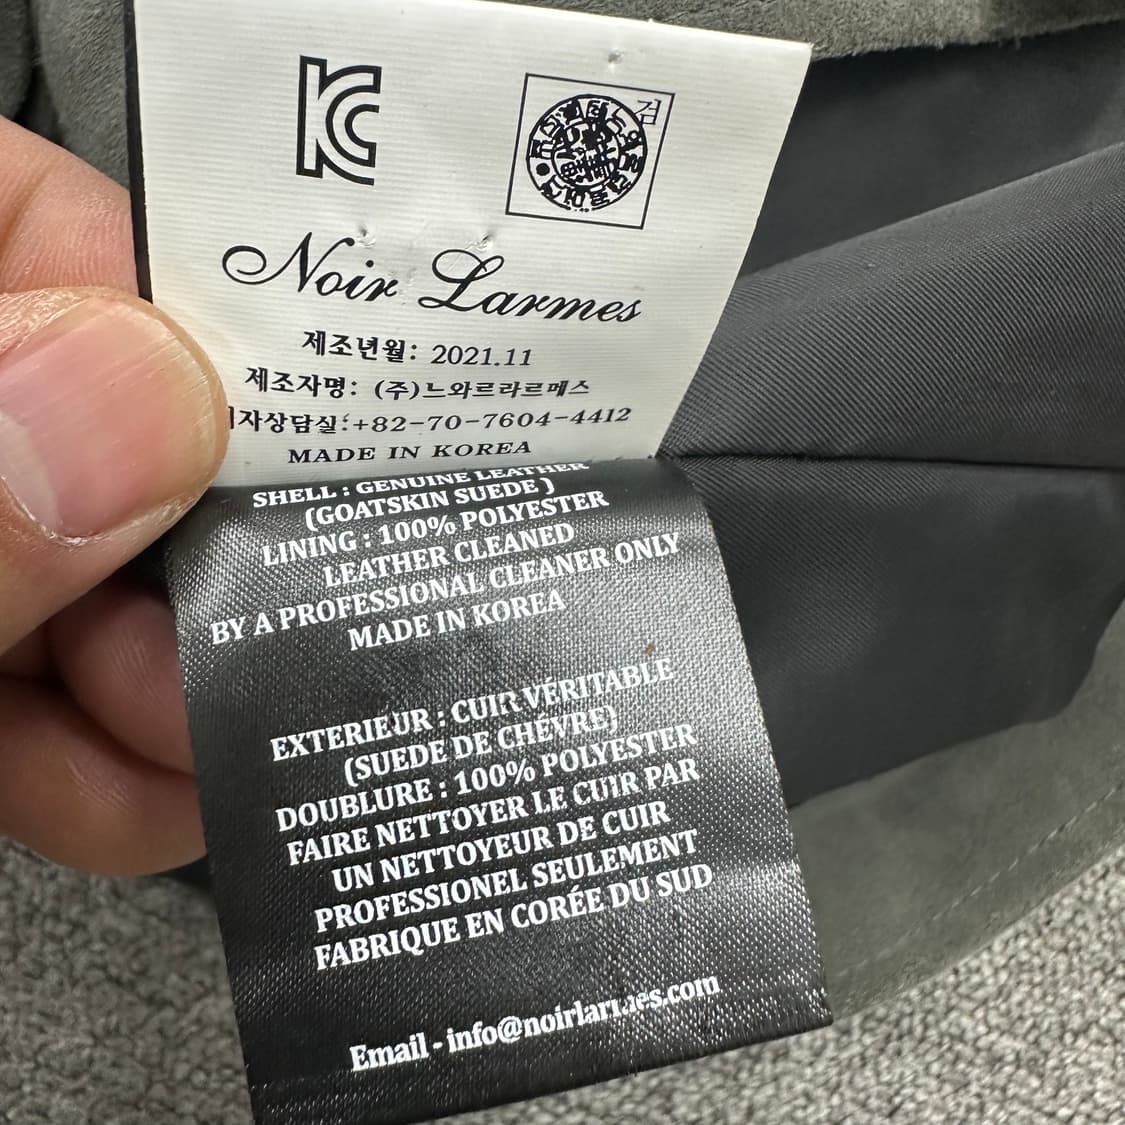 KC
검
Noir Larmes
제조년월: 2021.11
제조자명: (주)느와르라르메스
자상담실:+82-70-7604-4412
MADE IN KOREA
SHELL : GENUINE LEATHER
(GOATSKIN SUEDE )
LINING : 100% POLYESTER
LEATHER CLEANED
BY A PROFESSIONAL CLEANER ONLY
MADE IN KOREA
EXTERIEUR : CUIR VÉRITABLE
(SUEDE DE CHÈVRE)
DOUBLURE : 100% POLYESTER
FAIRE NETTOYER LE CUIR PAR
UN NETTOYEUR DE CUIR
PROFESSIONEL SEULEMENT
FABRIQUE EN CORÉE DU SUD
Email - info@noirlarmes.com